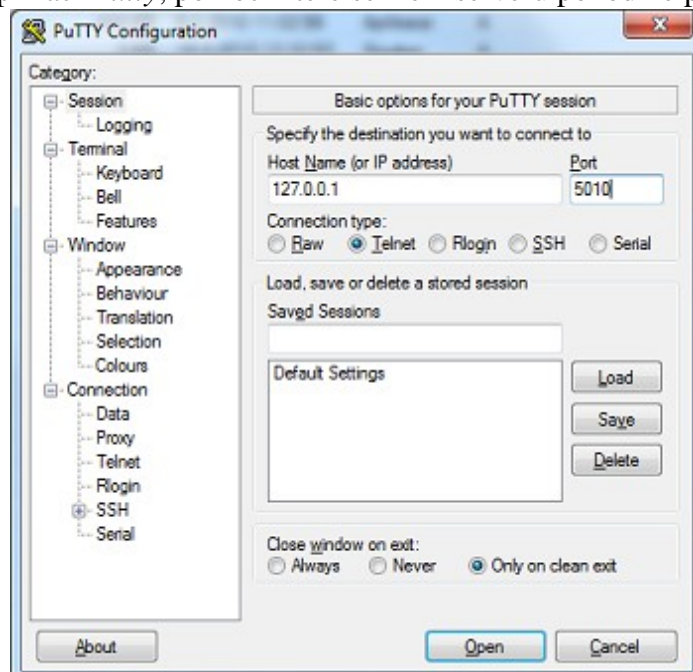 PuTTY Configuration
Category:
Session
Logging
Terminal
Keyboard
Bell
Features
Window
Appearance
Behaviour
Translation
Selection
Colours
Connection
Data
Proxy
Telnet
Rlogin
SSH
Serial
Basic options for your PuTTY session
Specify the destination you want to connect to
Host Name (or IP address) Port
127.0.0.1 5010
Connection type:
Raw Telnet Rlogin SSH Serial
Load, save or delete a stored session
Saved Sessions
Default Settings
Load
Save
Delete
Close window on exit:
Always Never Only on clean exit
About Open Cancel